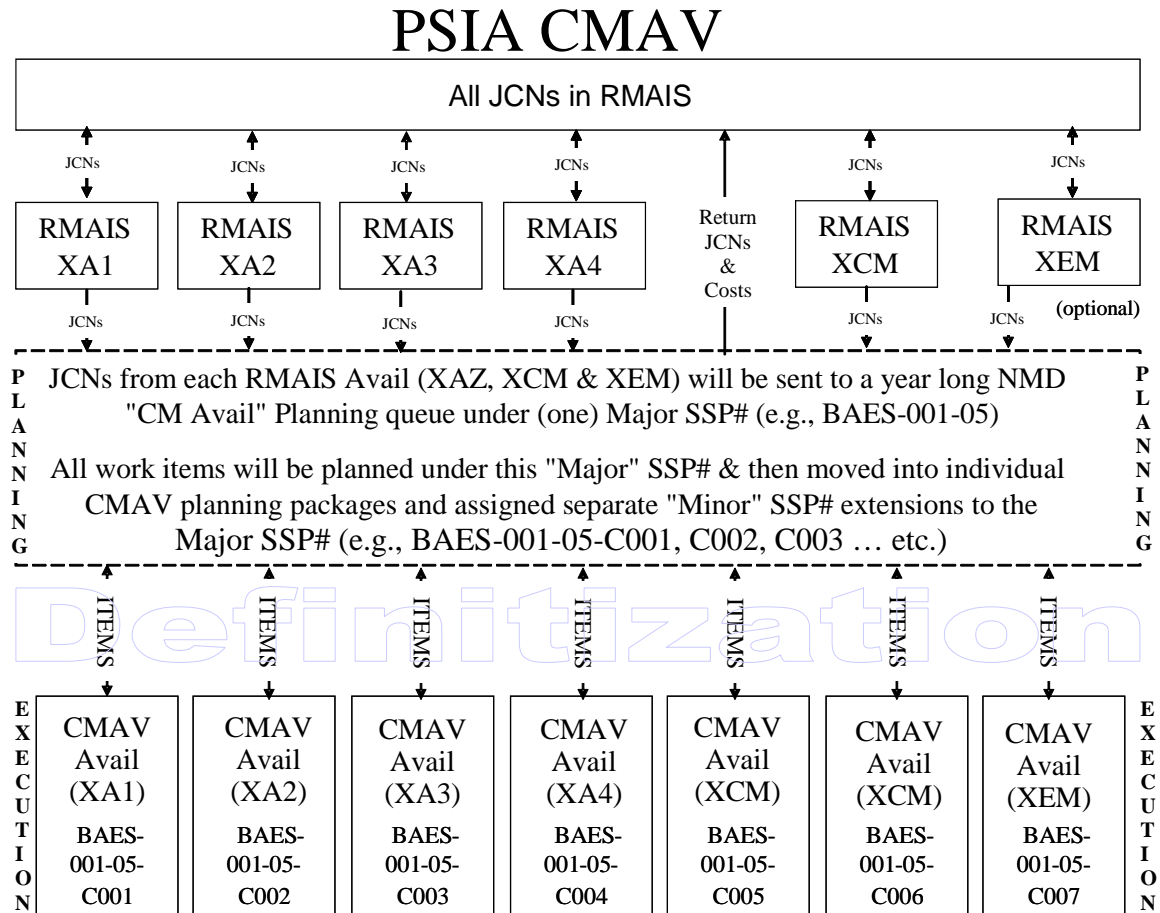 PSIA CMAV
All JCNs in RMAIS
JCNs JCNs JCNs JCNs JCNs JCNs
RMAIS
XA1
RMAIS
XA2
RMAIS
XA3
RMAIS
XA4
Return
JCNs
&
Costs
RMAIS
XCM
RMAIS
XEM
(optional)
JCNs JCNs JCNs JCNs JCNs JCNs
PLANNING
JCNs from each RMAIS Avail (XAZ, XCM & XEM) will be sent to a year long NMD
"CM Avail" Planning queue under (one) Major SSP# (e.g., BAES-001-05)
All work items will be planned under this "Major" SSP# & then moved into individual
CMAV planning packages and assigned separate "Minor" SSP# extensions to the
Major SSP# (e.g., BAES-001-05-C001, C002, C003 … etc.)
PLANNING
Definitization
ITEMS ITEMS ITEMS ITEMS ITEMS ITEMS ITEMS
EXECUTION
CMAV
Avail
(XA1)
BAES-
001-05-
C001
CMAV
Avail
(XA2)
BAES-
001-05-
C002
CMAV
Avail
(XA3)
BAES-
001-05-
C003
CMAV
Avail
(XA4)
BAES-
001-05-
C004
CMAV
Avail
(XCM)
BAES-
001-05-
C005
CMAV
Avail
(XCM)
BAES-
001-05-
C006
CMAV
Avail
(XEM)
BAES-
001-05-
C007
EXECUTION